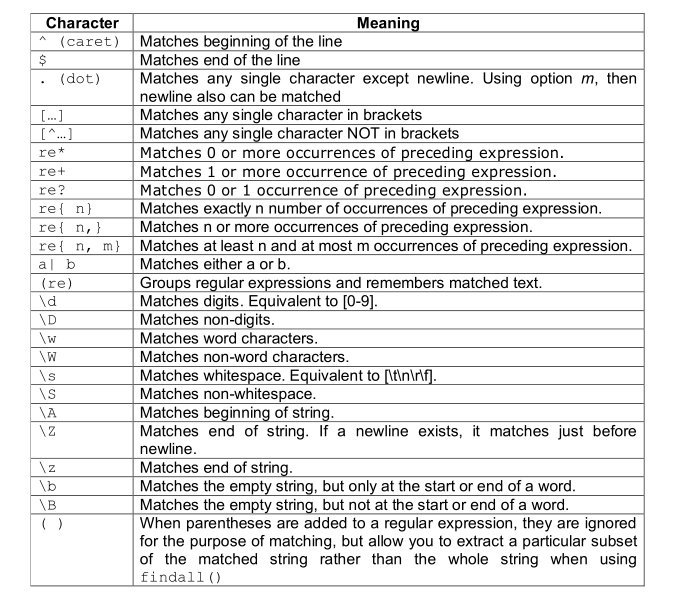 Character Meaning
^ (caret) Matches beginning of the line
$ Matches end of the line
. (dot) Matches any single character except newline. Using option m, then
newline also can be matched
[…] Matches any single character in brackets
[^…] Matches any single character NOT in brackets
re* Matches 0 or more occurrences of preceding expression.
re+ Matches 1 or more occurrence of preceding expression.
re? Matches 0 or 1 occurrence of preceding expression.
re{ n} Matches exactly n number of occurrences of preceding expression.
re{ n,} Matches n or more occurrences of preceding expression.
re{ n, m} Matches at least n and at most m occurrences of preceding expression.
a| b Matches either a or b.
(re) Groups regular expressions and remembers matched text.
\d Matches digits. Equivalent to [0-9].
\D Matches non-digits.
\w Matches word characters.
\W Matches non-word characters.
\s Matches whitespace. Equivalent to [\t\n\r\f].
\S Matches non-whitespace.
\A Matches beginning of string.
\Z Matches end of string. If a newline exists, it matches just before
newline.
\z Matches end of string.
\b Matches the empty string, but only at the start or end of a word.
\B Matches the empty string, but not at the start or end of a word.
( ) When parentheses are added to a regular expression, they are ignored
for the purpose of matching, but allow you to extract a particular subset
of the matched string rather than the whole string when using
findall()